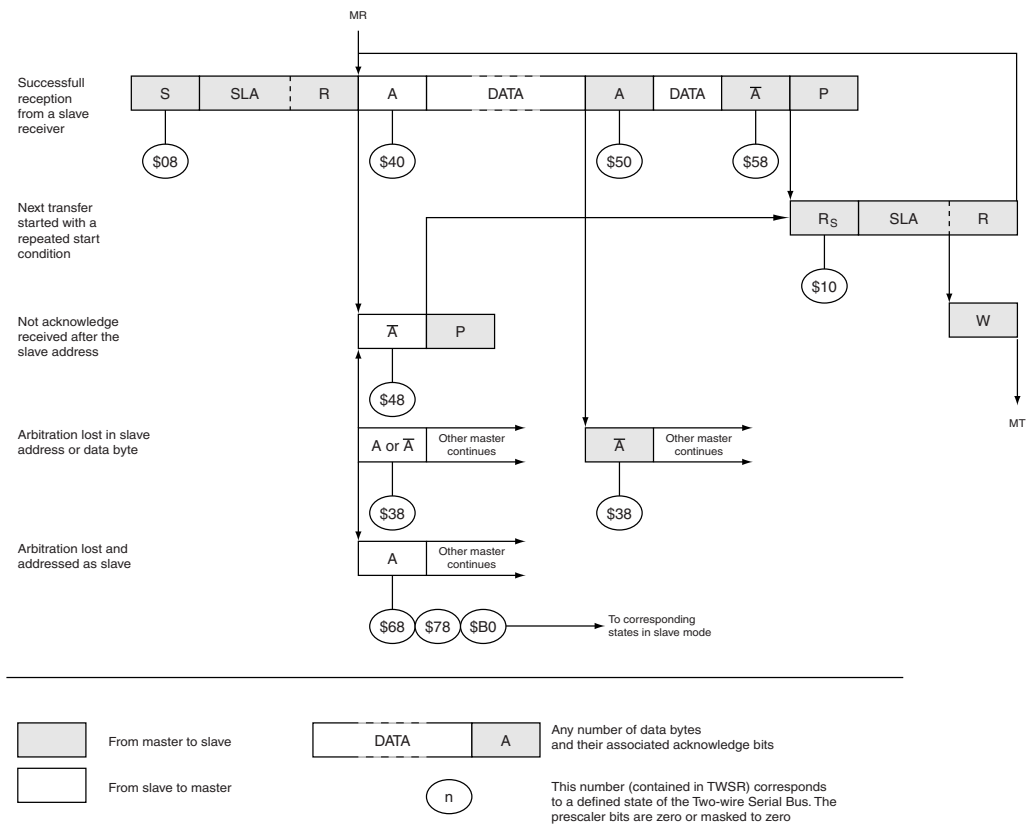 MR
Successfull
reception
from a slave
receiver
S SLA R A DATA A DATA A̅ P
$08 $40 $50 $58
Next transfer
started with a
repeated start
condition
RS SLA R
$10
Not acknowledge
received after the
slave address
A̅ P
W
$48
MT
Arbitration lost in slave
address or data byte
A or A̅
Other master
continues
A̅
Other master
continues
$38 $38
Arbitration lost and
addressed as slave
A
Other master
continues
$68 $78 $B0
To corresponding
states in slave mode
From master to slave
DATA A
Any number of data bytes
and their associated acknowledge bits
From slave to master
n
This number (contained in TWSR) corresponds
to a defined state of the Two-wire Serial Bus. The
prescaler bits are zero or masked to zero